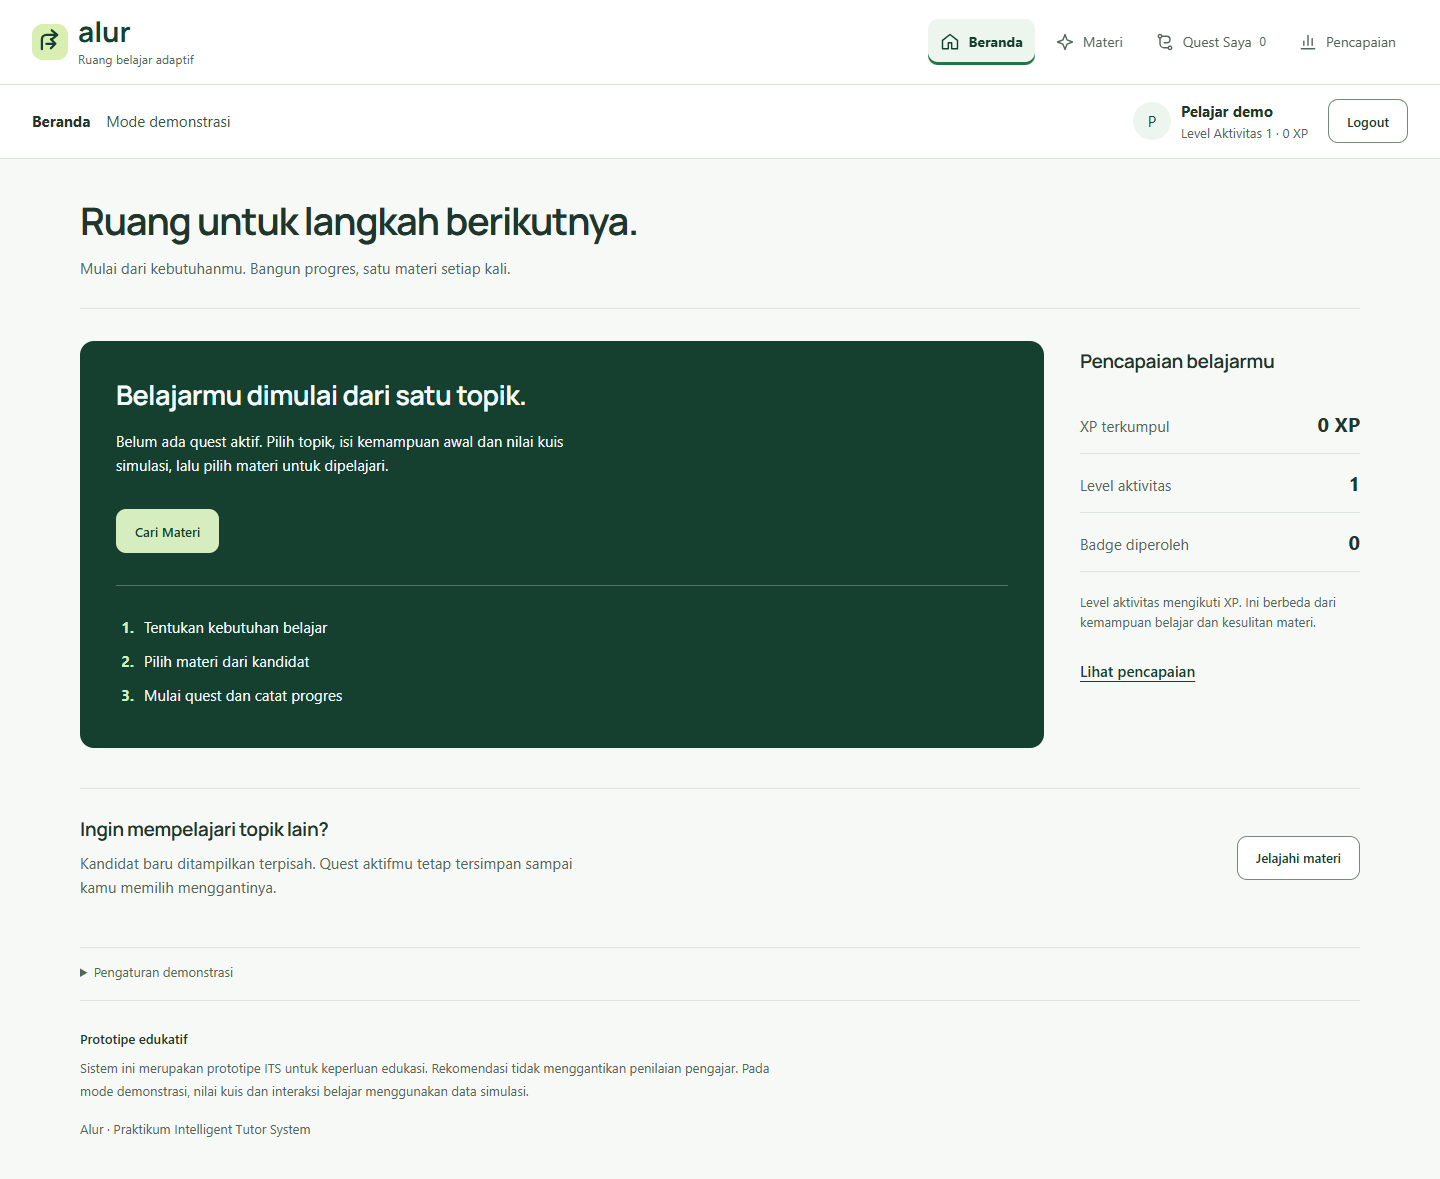 alur
Ruang belajar adaptif
Beranda
Materi
Quest Saya 0
Pencapaian
Beranda Mode demonstrasi
P
Pelajar demo
Level Aktivitas 1 · 0 XP
Logout
Ruang untuk langkah berikutnya.
Mulai dari kebutuhanmu. Bangun progres, satu materi setiap kali.
Belajarmu dimulai dari satu topik.
Belum ada quest aktif. Pilih topik, isi kemampuan awal dan nilai kuis
simulasi, lalu pilih materi untuk dipelajari.
Cari Materi
1. Tentukan kebutuhan belajar
2. Pilih materi dari kandidat
3. Mulai quest dan catat progres
Pencapaian belajarmu
XP terkumpul 0 XP
Level aktivitas 1
Badge diperoleh 0
Level aktivitas mengikuti XP. Ini berbeda dari
kemampuan belajar dan kesulitan materi.
Lihat pencapaian
Ingin mempelajari topik lain?
Kandidat baru ditampilkan terpisah. Quest aktifmu tetap tersimpan sampai
kamu memilih menggantinya.
Jelajahi materi
Pengaturan demonstrasi
Prototipe edukatif
Sistem ini merupakan prototipe ITS untuk keperluan edukasi. Rekomendasi tidak menggantikan penilaian pengajar. Pada
mode demonstrasi, nilai kuis dan interaksi belajar menggunakan data simulasi.
Alur · Praktikum Intelligent Tutor System